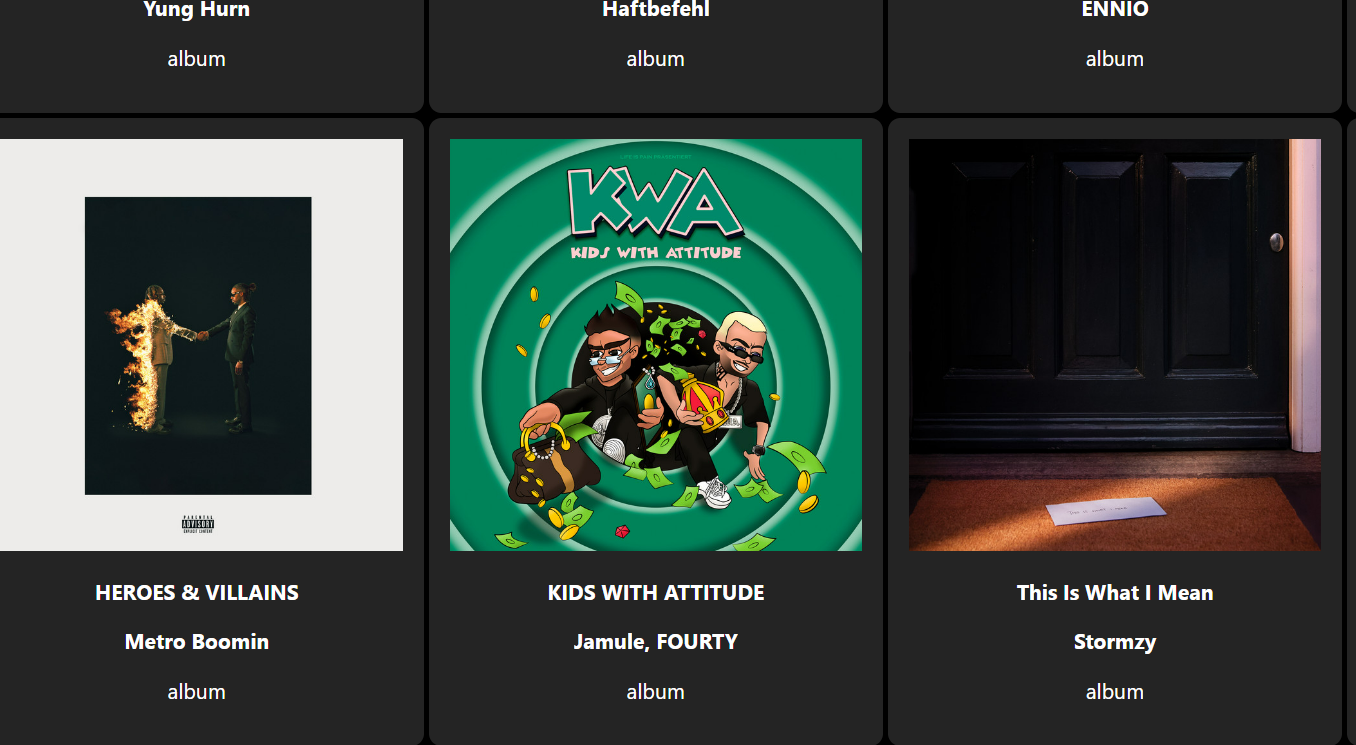 Yung Hurn
Haftbefehl
ENNIO
album
album
album
KWA
KIDS WITH ATTITUDE
PARENTAL
ADVISORY
EXPLICIT CONTENT
HEROES & VILLAINS
KIDS WITH ATTITUDE
This Is What I Mean
Metro Boomin
Jamule, FOURTY
Stormzy
album
album
album